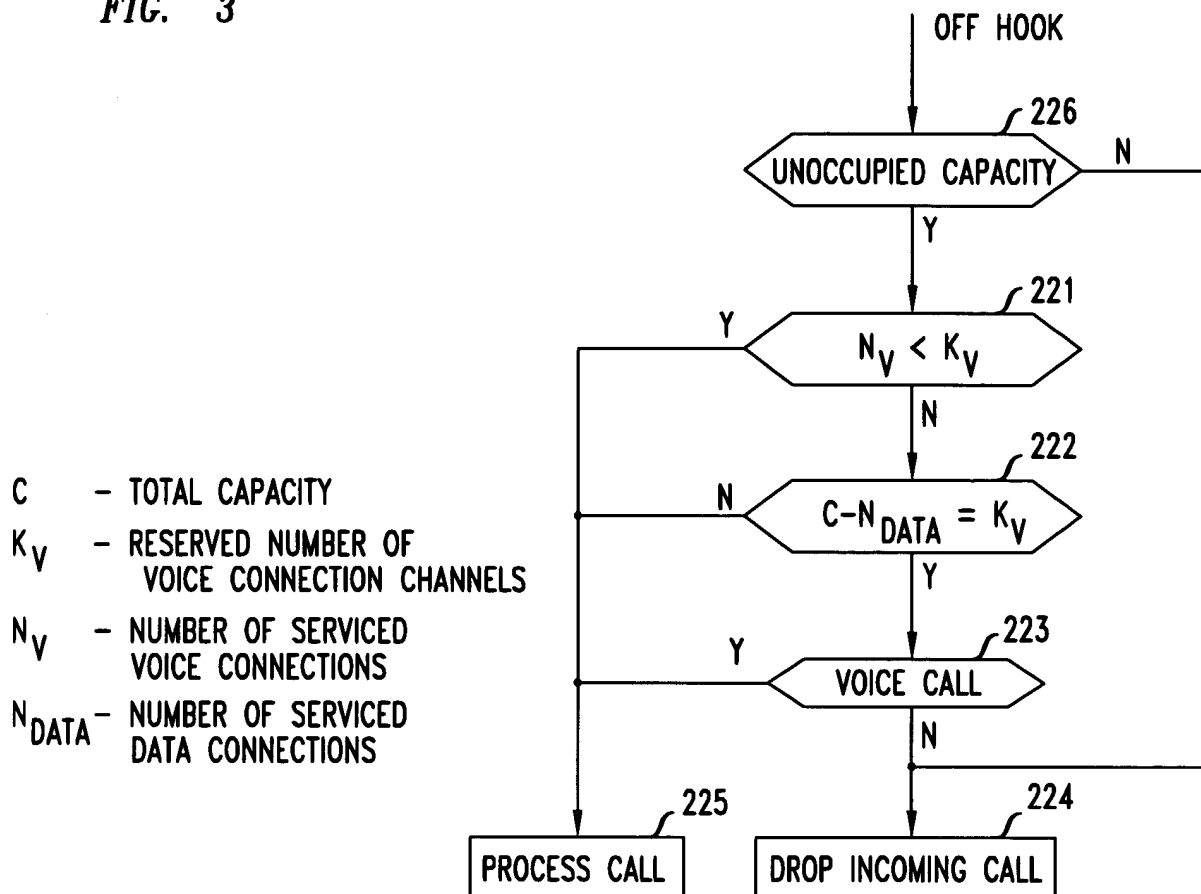 FIG. 3
OFF HOOK
226
UNOCCUPIED CAPACITY
N
Y
221
Y
N_V < K_V
N
222
N
C-N_DATA = K_V
Y
223
Y
VOICE CALL
N
C - TOTAL CAPACITY
K_V - RESERVED NUMBER OF
VOICE CONNECTION CHANNELS
N_V - NUMBER OF SERVICED
VOICE CONNECTIONS
N_DATA - NUMBER OF SERVICED
DATA CONNECTIONS
225
PROCESS CALL
224
DROP INCOMING CALL